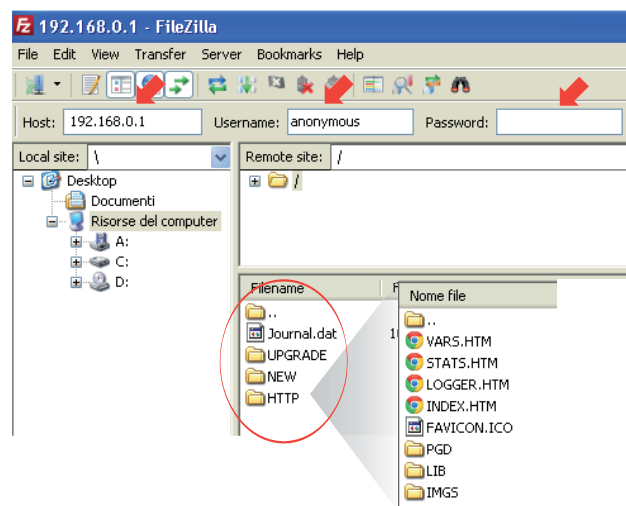 Fz 192.168.0.1 - FileZilla
File Edit View Transfer Server Bookmarks Help
Host: 192.168.0.1 Username: anonymous Password:
Local site: \
Remote site: /
Desktop
Documenti
Risorse del computer
A:
C:
D:
/
Filename F
..
Journal.dat 1
UPGRADE
NEW
HTTP
Nome file
..
VARS.HTM
STATS.HTM
LOGGER.HTM
INDEX.HTM
FAVICON.ICO
PGD
LIB
IMGS